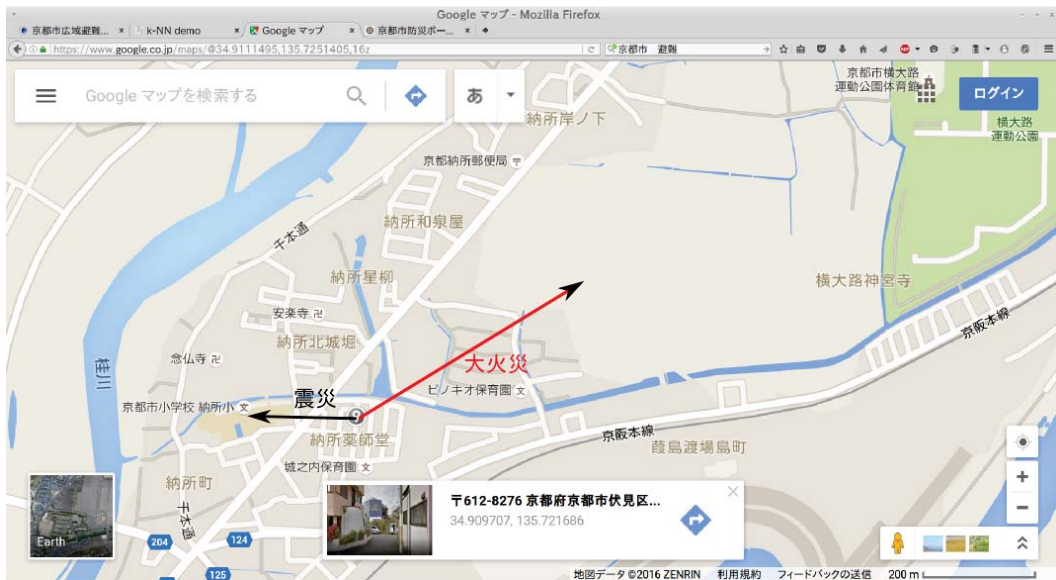 Google マップ - Mozilla Firefox
京都市広域避難...
k-NN demo
Google マップ
京都市防災ポー...
https://www.google.co.jp/maps/@34.9111495,135.7251405,16z
京都市 避難
Google マップを検索する
あ
ログイン
京都市横大路
運動公園体育館
横大路
運動公園
納所岸ノ下
京都納所郵便局
納所和泉屋
千本通
納所星柳
横大路神宮寺
安楽寺
納所北城堀
京阪本線
念仏寺
大火災
桂川
ピノキオ保育園
震災
京都市小学校 納所小
京阪本線
納所薬師堂
葭島渡場島町
城之内保育園
納所町
千本通
〒612-8276 京都府京都市伏見区...
34.909707, 135.721686
Earth
204
124
125
地図データ ©2016 ZENRIN 利用規約 フィードバックの送信 200 m